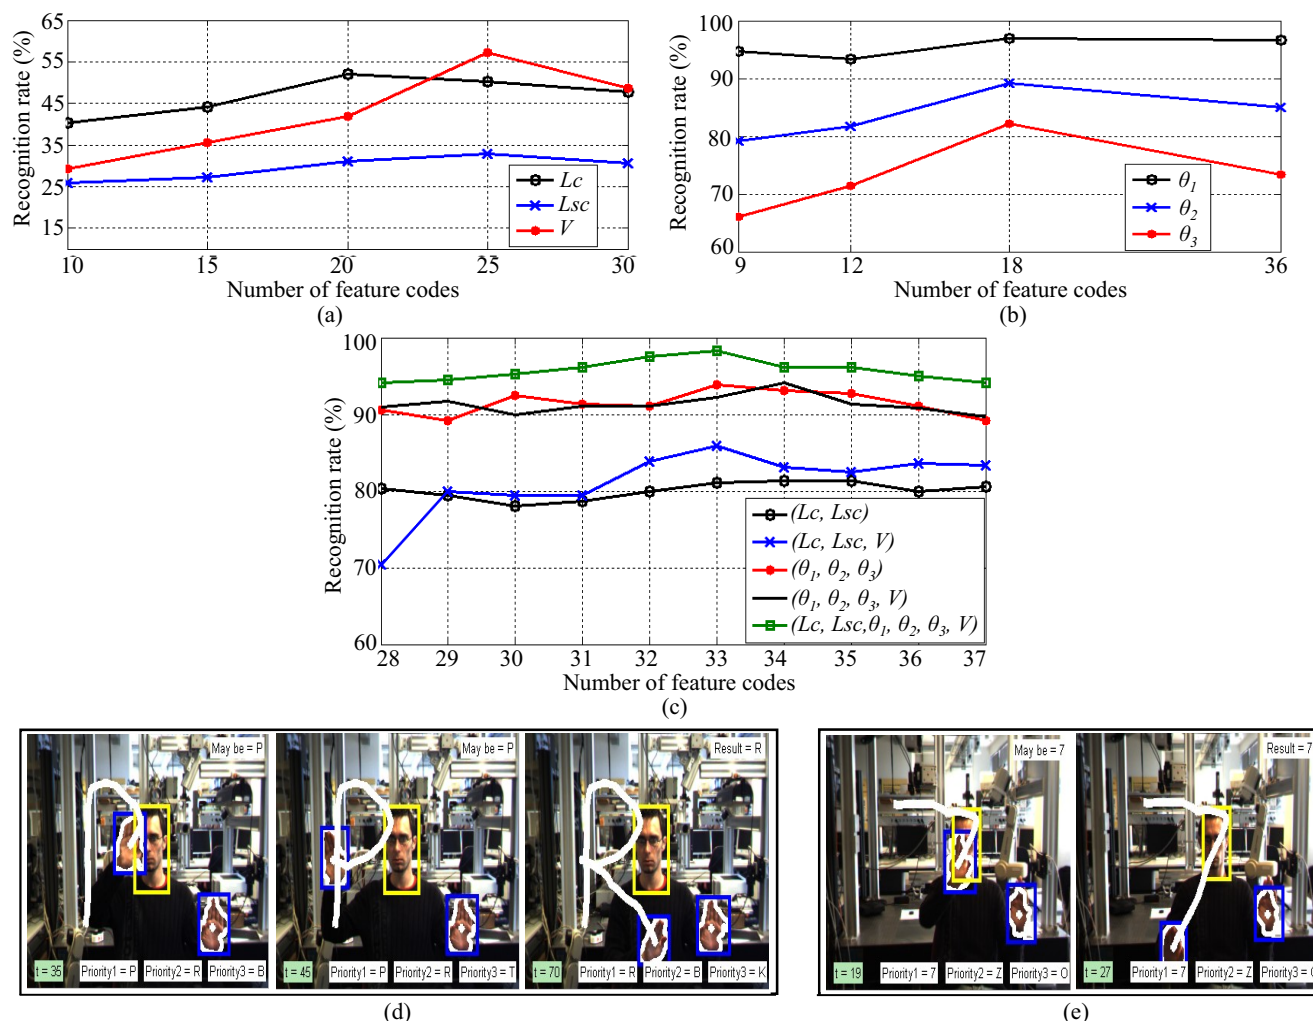 65
55
45
35
25
15
Recognition rate (%)
Lc
Lsc
V
10 15 20 25 30
Number of feature codes
(a)
100
90
80
70
60
Recognition rate (%)
θ1
θ2
θ3
9 12 18 36
Number of feature codes
(b)
100
90
80
70
60
Recognition rate (%)
(Lc, Lsc)
(Lc, Lsc, V)
(θ1, θ2, θ3)
(θ1, θ2, θ3, V)
(Lc, Lsc,θ1, θ2, θ3, V)
28 29 30 31 32 33 34 35 36 37
Number of feature codes
(c)
May be = P
t = 35 Priority1 = P Priority2 = R Priority3 = B
May be = P
t = 45 Priority1 = P Priority2 = R Priority3 = T
Result = R
t = 70 Priority1 = R Priority2 = B Priority3 = K
(d)
May be = 7
t = 19 Priority1 = 7 Priority2 = Z Priority3 = O
Result = 7
t = 27 Priority1 = 7 Priority2 = Z Priority3 =
(e)